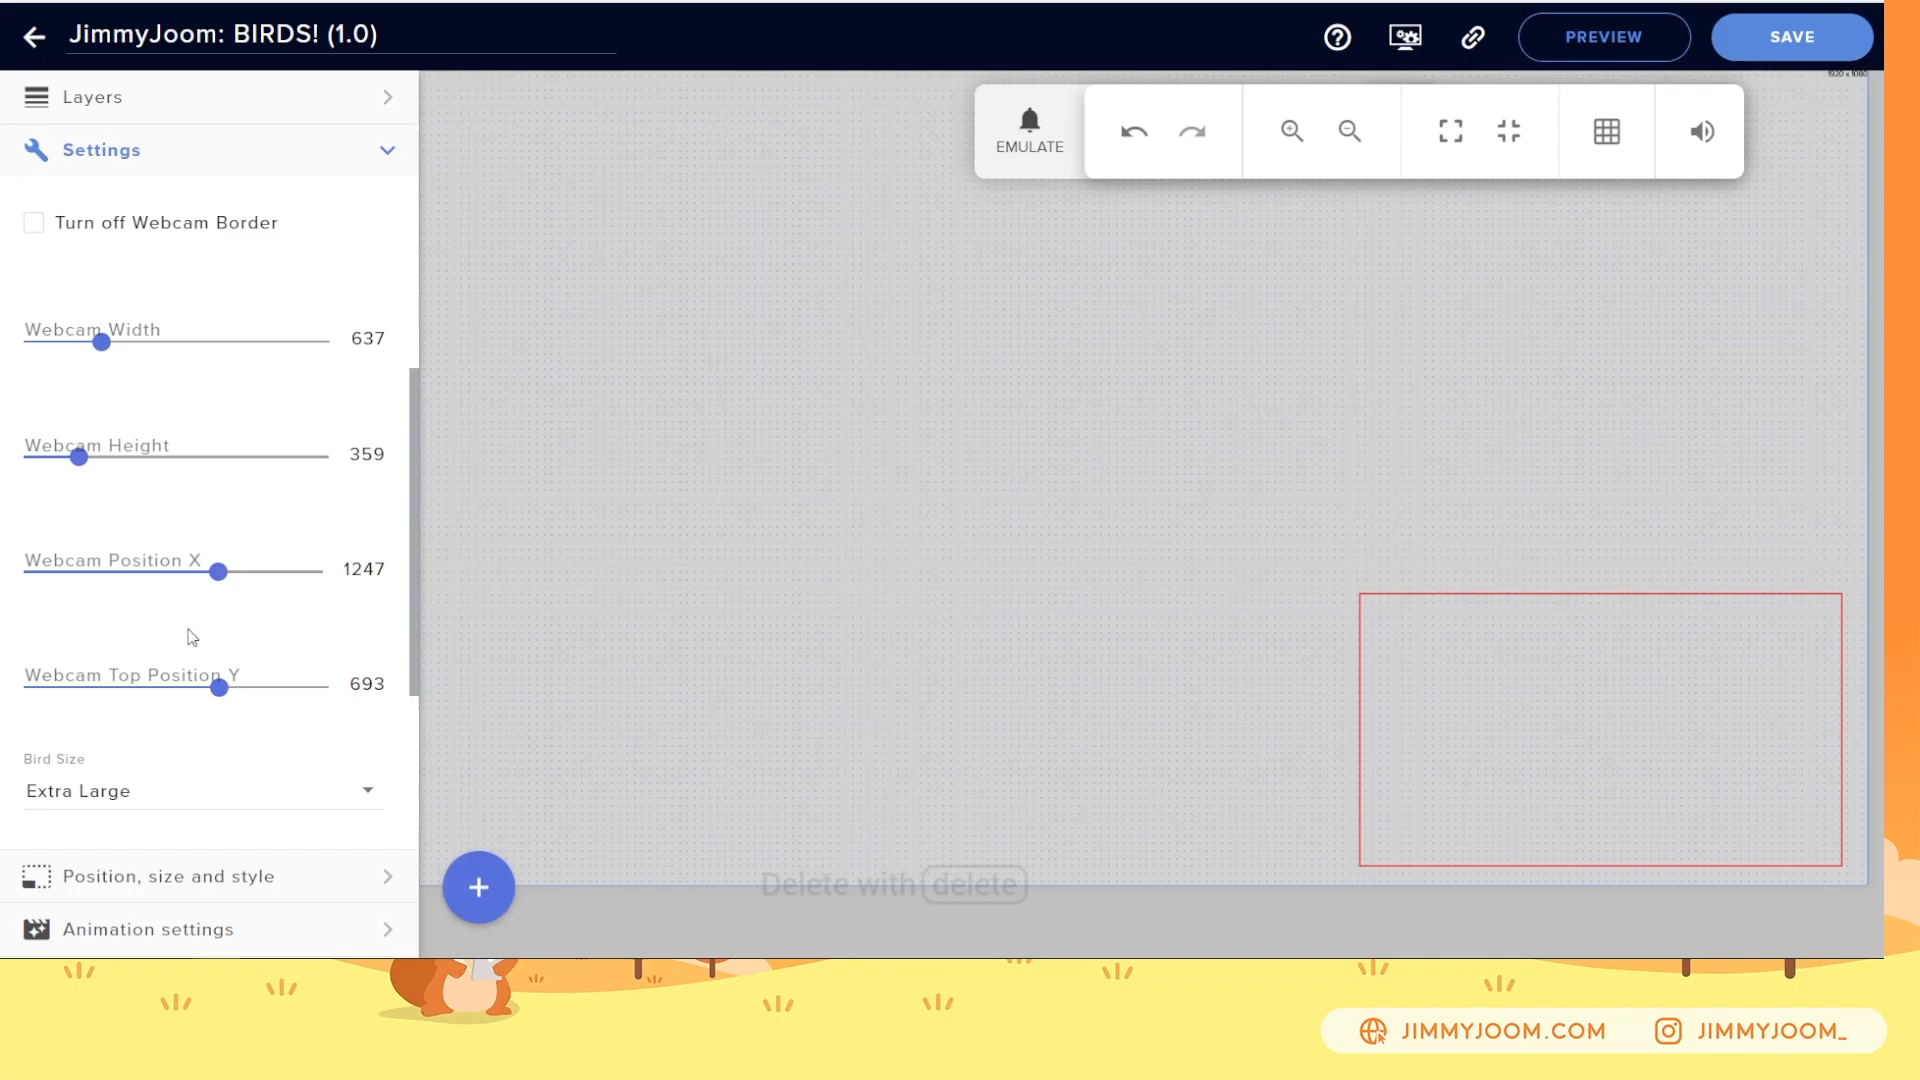 JimmyJoom: BIRDS! (1.0)
PREVIEW
SAVE
1920 x 1080
Layers
EMULATE
Settings
Turn off Webcam Border
Webcam Width
637
Webcam Height
359
Webcam Position X
1247
Webcam Top Position Y
693
Bird Size
Extra Large
Position, size and style
Delete with delete
Animation settings
JIMMYJOOM.COM
JIMMYJOOM_